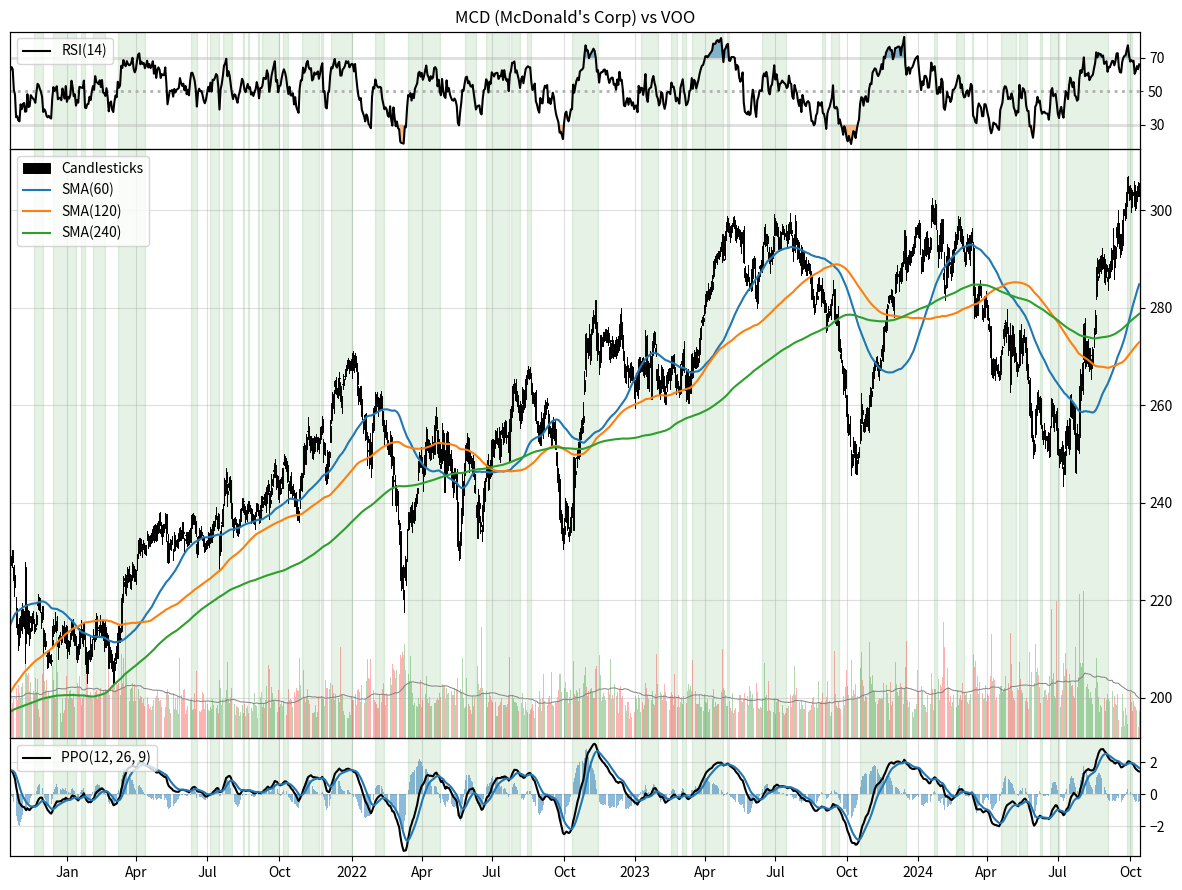 MCD (McDonald's Corp) vs VOO
RSI(14)
70
50
30
Candlesticks
SMA(60)
SMA(120)
SMA(240)
300
280
260
240
220
200
PPO(12, 26, 9)
2
0
−2
Jan Apr Jul Oct 2022 Apr Jul Oct 2023 Apr Jul Oct 2024 Apr Jul Oct